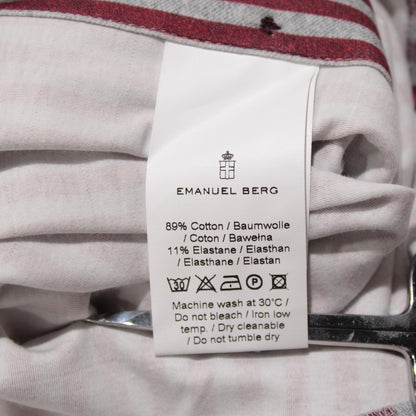 EMANUEL BERG
89% Cotton / Baumwolle
/ Coton / Bawełna
11% Elastane / Elasthan
/ Elasthanne / Elastan
30 P
Machine wash at 30°C /
Do not bleach / Iron low
temp. / Dry cleanable
/ Do not tumble dry